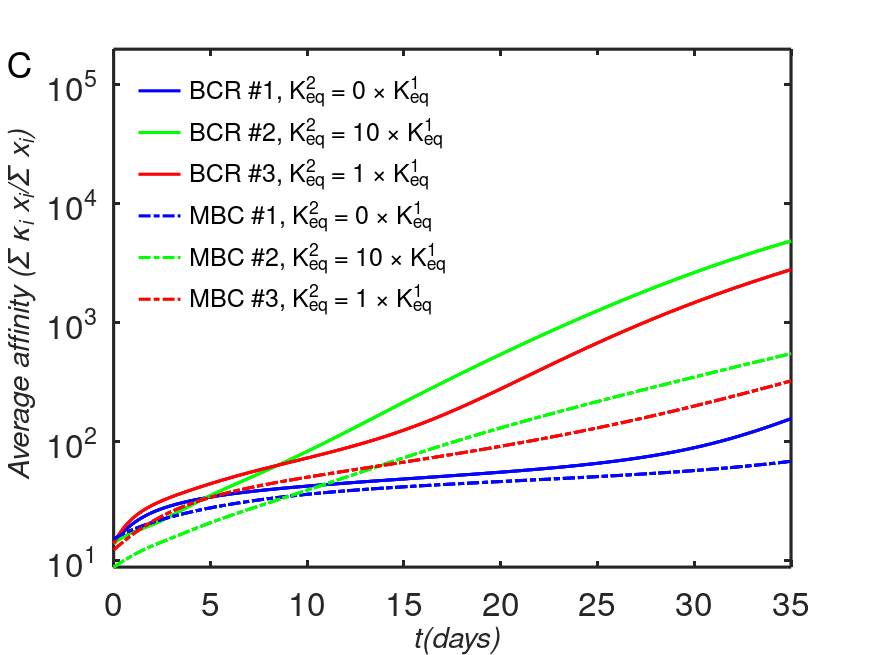 C
10⁵
10⁴
10³
10²
10¹
Average affinity (Σ κᵢ xᵢ/Σ xᵢ)
BCR #1, K²eq = 0 × K¹eq
BCR #2, K²eq = 10 × K¹eq
BCR #3, K²eq = 1 × K¹eq
MBC #1, K²eq = 0 × K¹eq
MBC #2, K²eq = 10 × K¹eq
MBC #3, K²eq = 1 × K¹eq
0 5 10 15 20 25 30 35
t(days)